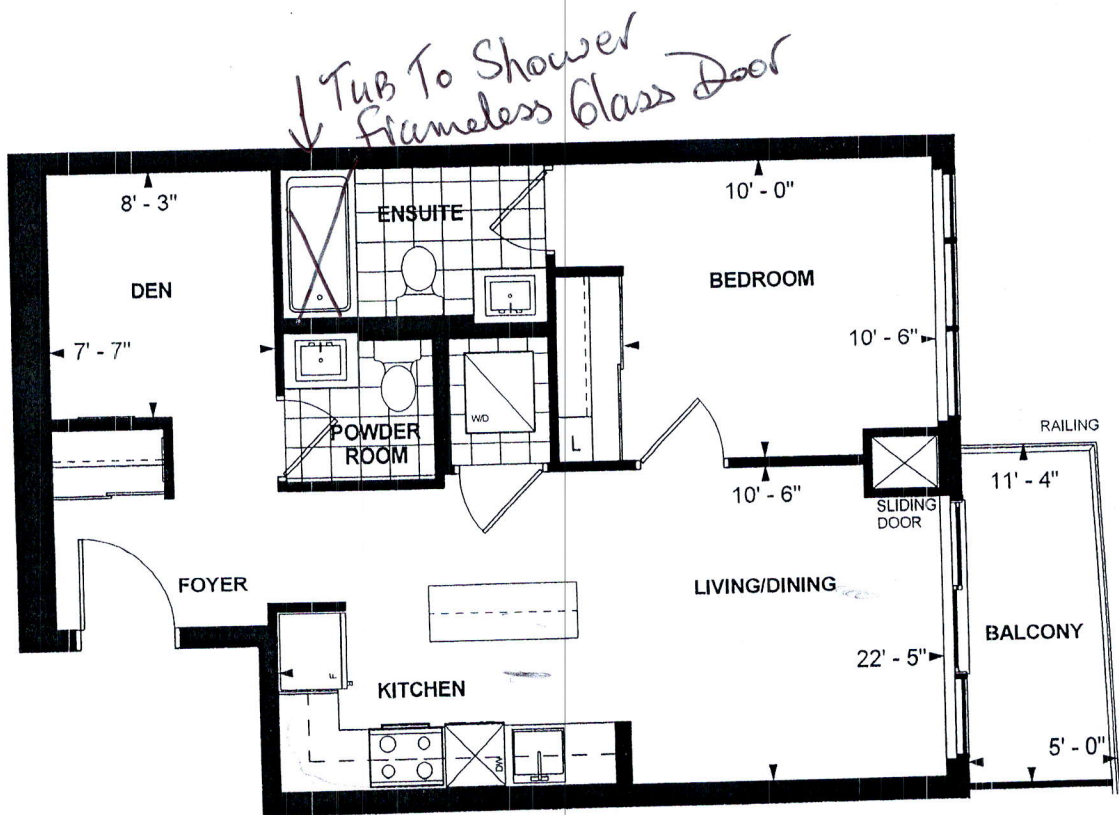 Tub To Shower
frameless Glass Door
8' - 3"
10' - 0"
ENSUITE
DEN
BEDROOM
7' - 7"
10' - 6"
W/D
POWDER
ROOM
L
RAILING
10' - 6"
11' - 4"
SLIDING
DOOR
FOYER
LIVING/DINING
BALCONY
22' - 5"
F
KITCHEN
DW
5' - 0"